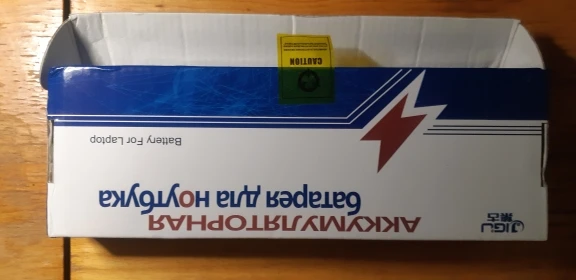 JIGU
АККУМУЛЯТОРНАЯ
батарея для ноутбука
Battery For Laptop
CAUTION